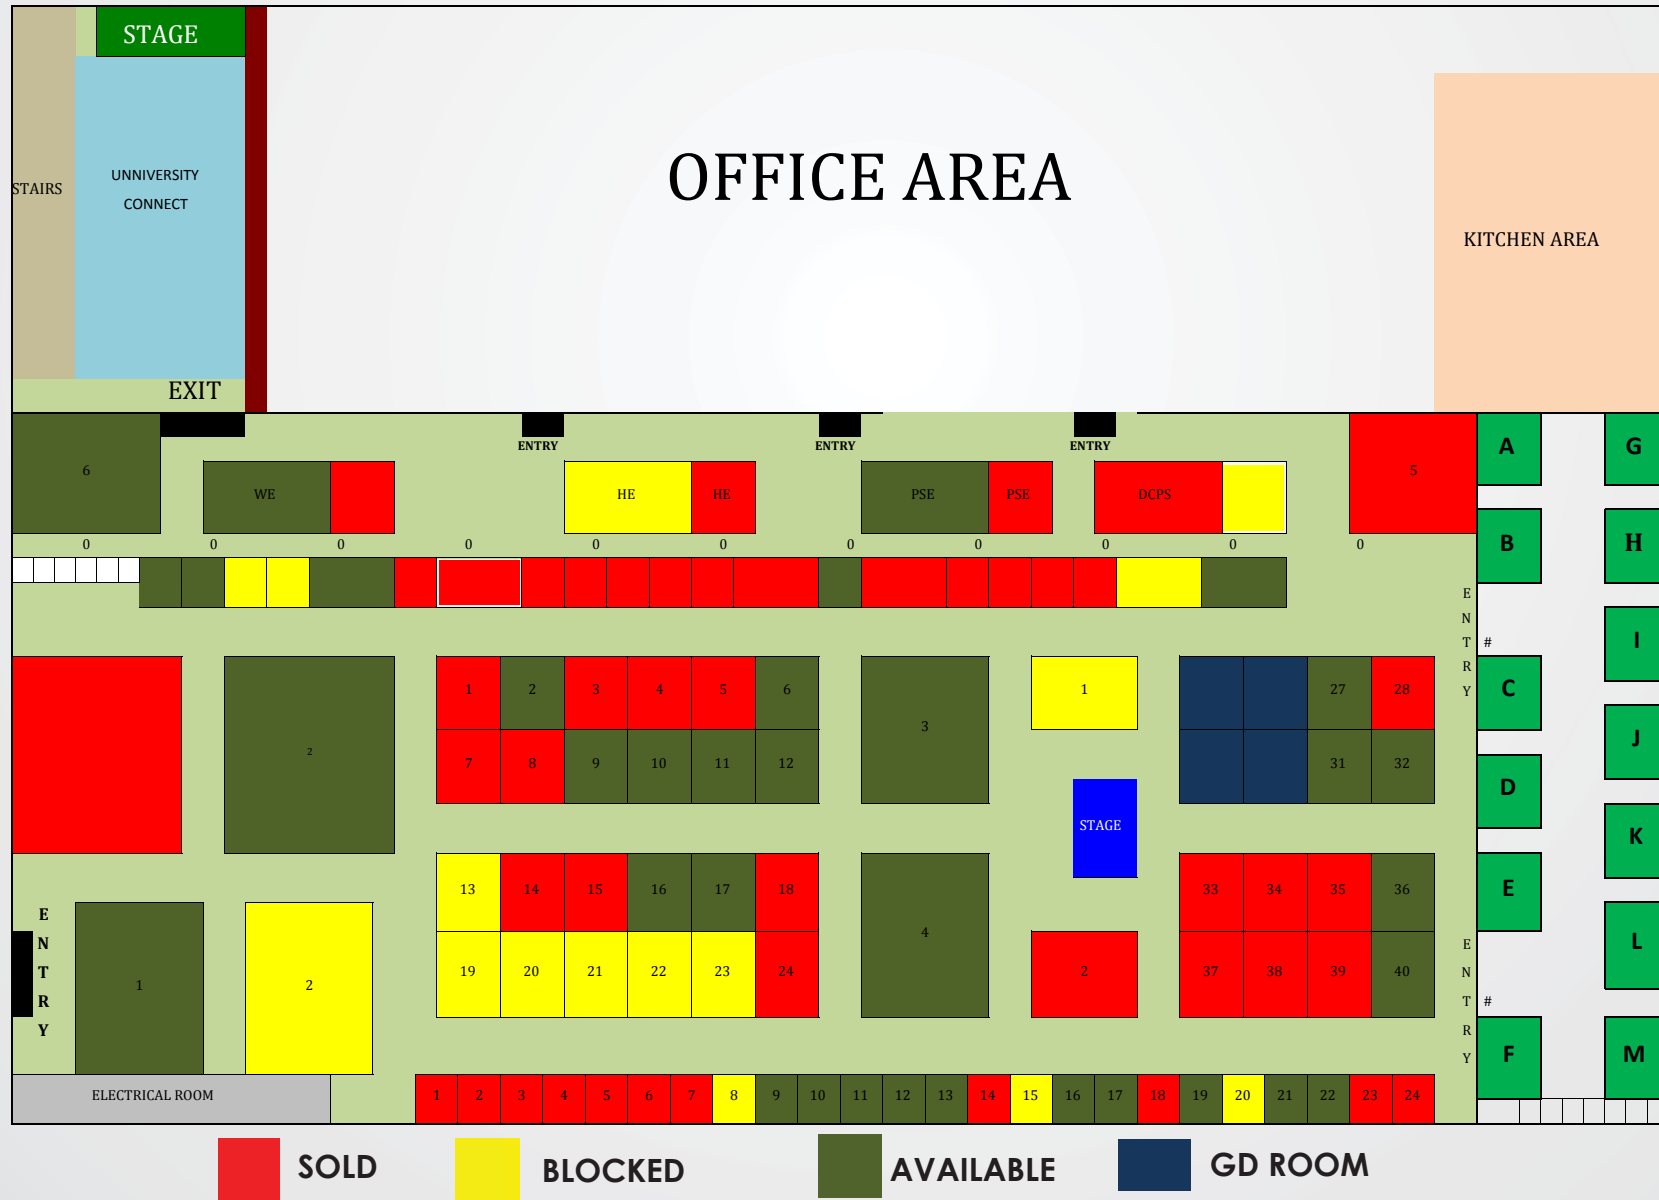 STAGE
UNNIVERSITY
CONNECT
STAIRS
OFFICE AREA
KITCHEN AREA
EXIT
ENTRY ENTRY ENTRY
6 WE HE HE PSE PSE DCPS 5
0 0 0 0 0 0 0 0 0 0 0
1 2 3 4 5 6
7 8 9 10 11 12
2
3
1
27 28
31 32
STAGE
13 14 15 16 17 18
19 20 21 22 23 24
4
2
33 34 35 36
37 38 39 40
E
N
T
R
Y
1
2
E
N
T
R
Y
#
E
N
T
R
Y
#
ELECTRICAL ROOM
1 2 3 4 5 6 7 8 9 10 11 12 13 14 15 16 17 18 19 20 21 22 23 24
A
B
C
D
E
F
G
H
I
J
K
L
M
SOLD
BLOCKED
AVAILABLE
GD ROOM